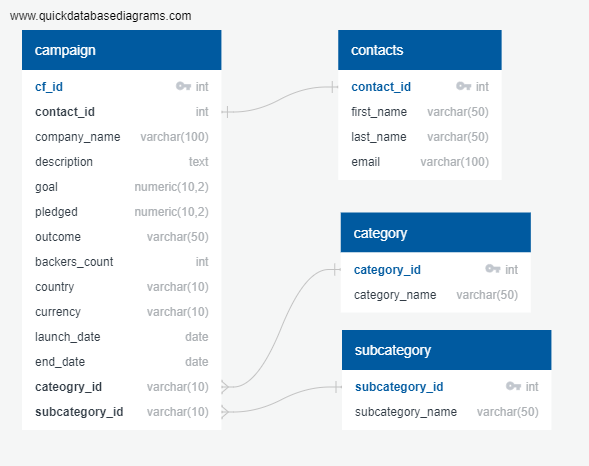 www.quickdatabasediagrams.com
campaign
cf_id int
contact_id int
company_name varchar(100)
description text
goal numeric(10,2)
pledged numeric(10,2)
outcome varchar(50)
backers_count int
country varchar(10)
currency varchar(10)
launch_date date
end_date date
cateogry_id varchar(10)
subcategory_id varchar(10)
contacts
contact_id int
first_name varchar(50)
last_name varchar(50)
email varchar(100)
category
category_id int
category_name varchar(50)
subcategory
subcategory_id int
subcategory_name varchar(50)